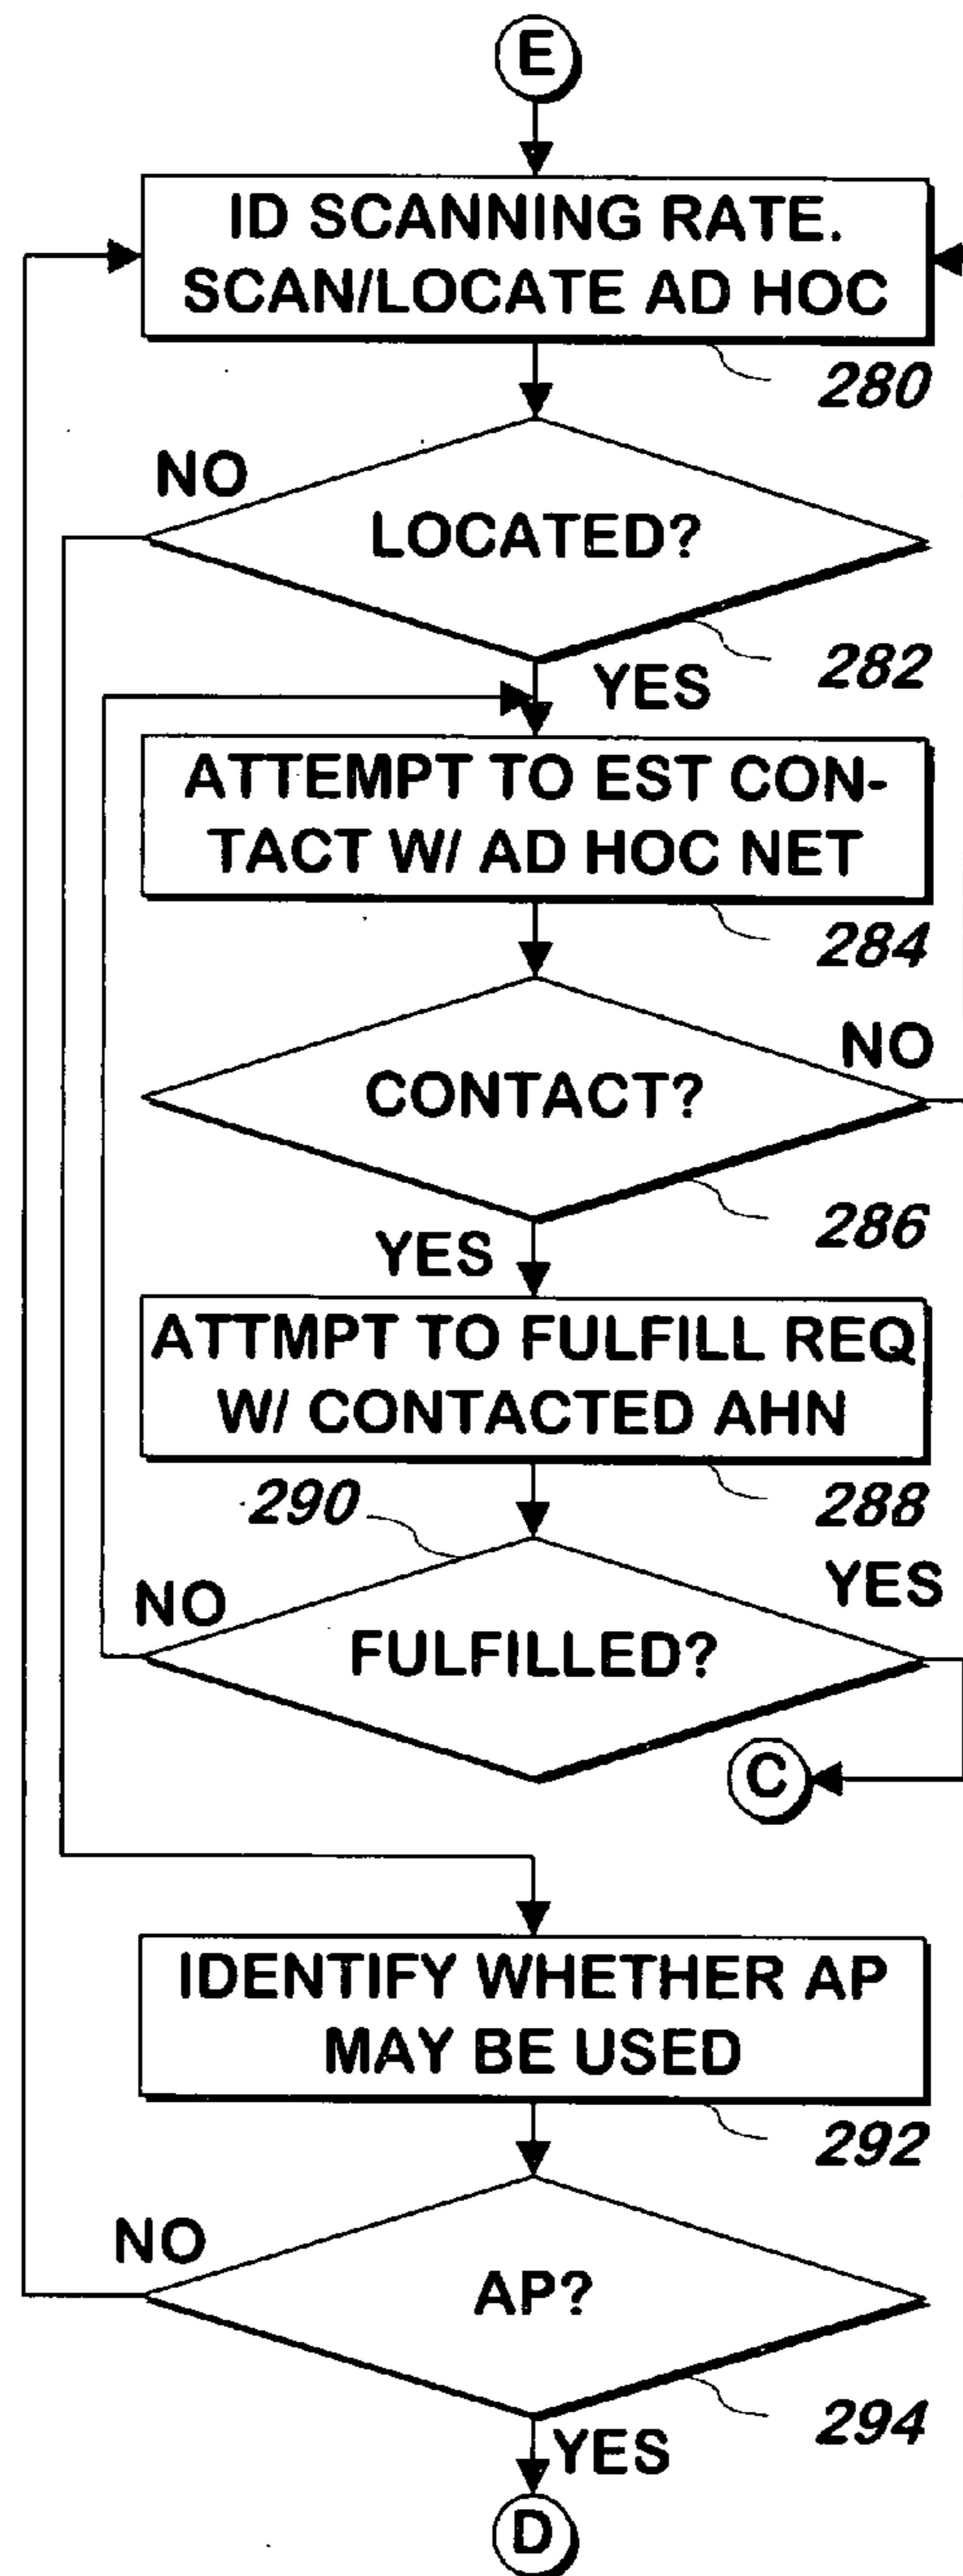 E
ID SCANNING RATE.
SCAN/LOCATE AD HOC
280
NO
LOCATED?
282
YES
ATTEMPT TO EST CON-
TACT W/ AD HOC NET
284
NO
CONTACT?
286
YES
ATTMPT TO FULFILL REQ
W/ CONTACTED AHN
288
290
YES
NO
FULFILLED?
C
IDENTIFY WHETHER AP
MAY BE USED
292
NO
AP?
294
YES
D